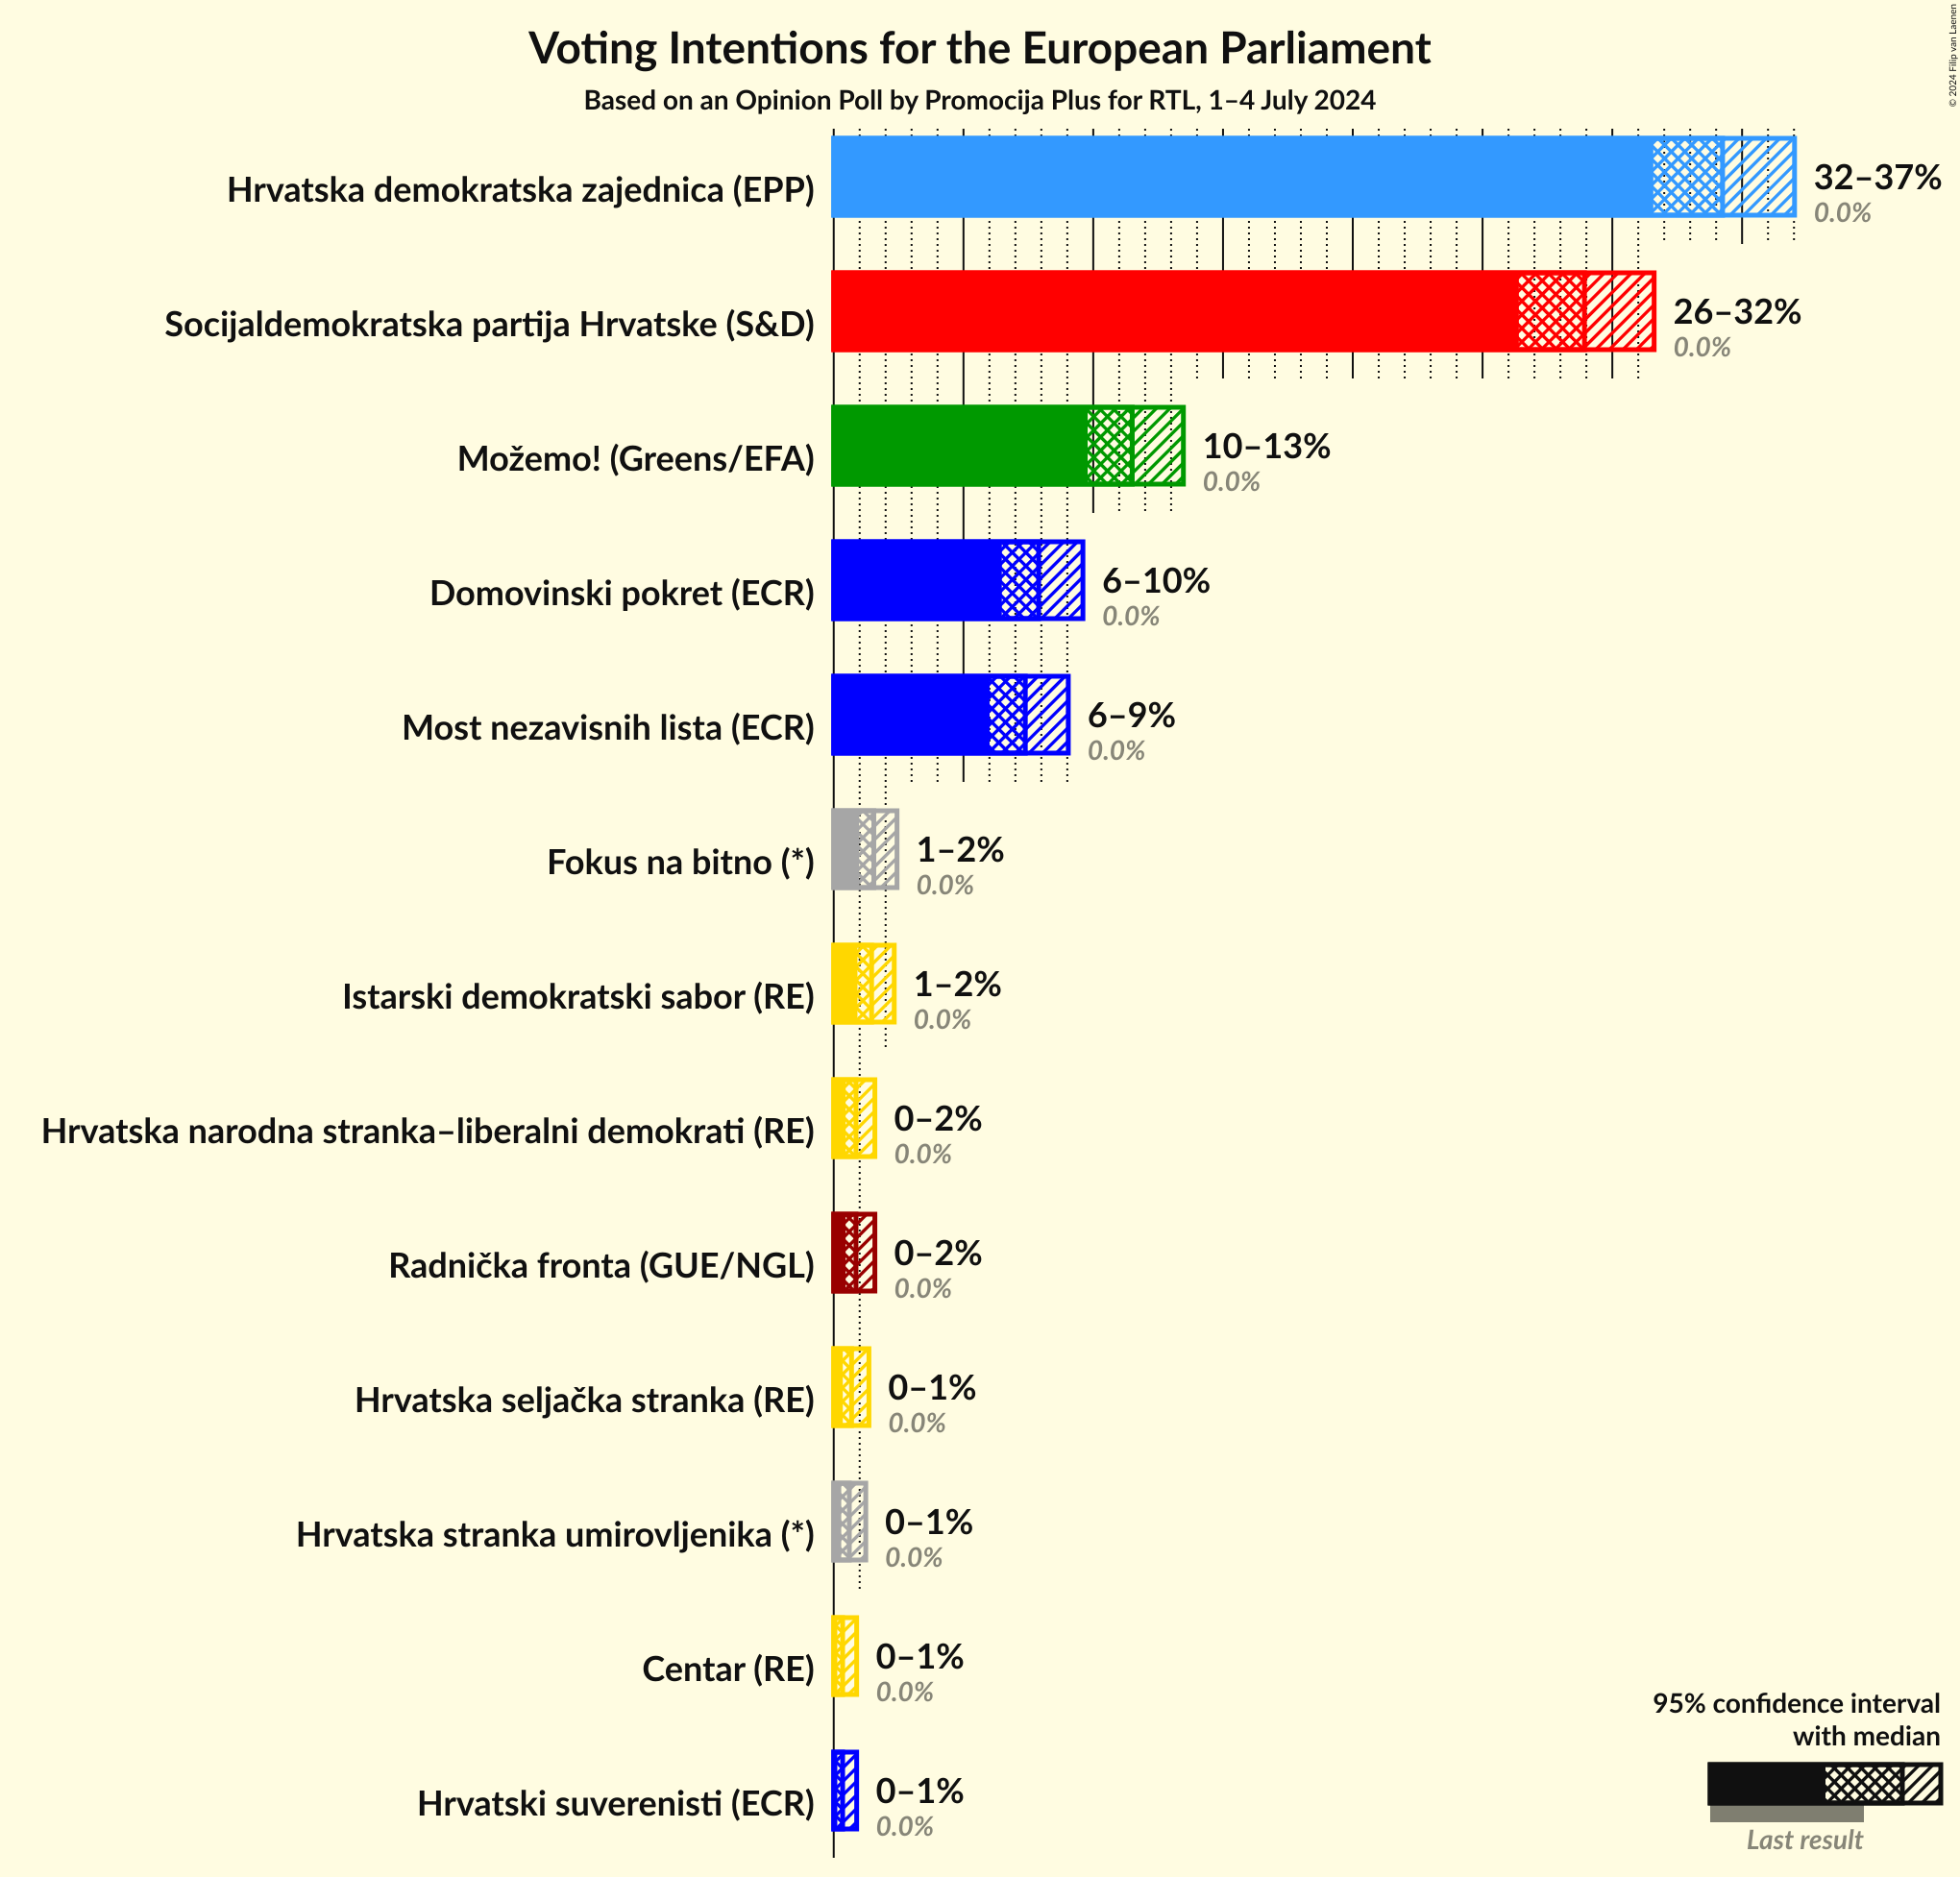 Voting Intentions for the European Parliament
Based on an Opinion Poll by Promocija Plus for RTL, 1–4 July 2024
© 2024 Filip van Laenen
Hrvatska demokratska zajednica (EPP)
32–37%
0.0%
Socijaldemokratska partija Hrvatske (S&D)
26–32%
0.0%
Možemo! (Greens/EFA)
10–13%
0.0%
Domovinski pokret (ECR)
6–10%
0.0%
Most nezavisnih lista (ECR)
6–9%
0.0%
Fokus na bitno (*)
1–2%
0.0%
Istarski demokratski sabor (RE)
1–2%
0.0%
Hrvatska narodna stranka–liberalni demokrati (RE)
0–2%
0.0%
Radnička fronta (GUE/NGL)
0–2%
0.0%
Hrvatska seljačka stranka (RE)
0–1%
0.0%
Hrvatska stranka umirovljenika (*)
0–1%
0.0%
Centar (RE)
0–1%
0.0%
Hrvatski suverenisti (ECR)
0–1%
0.0%
95% confidence interval
with median
Last result